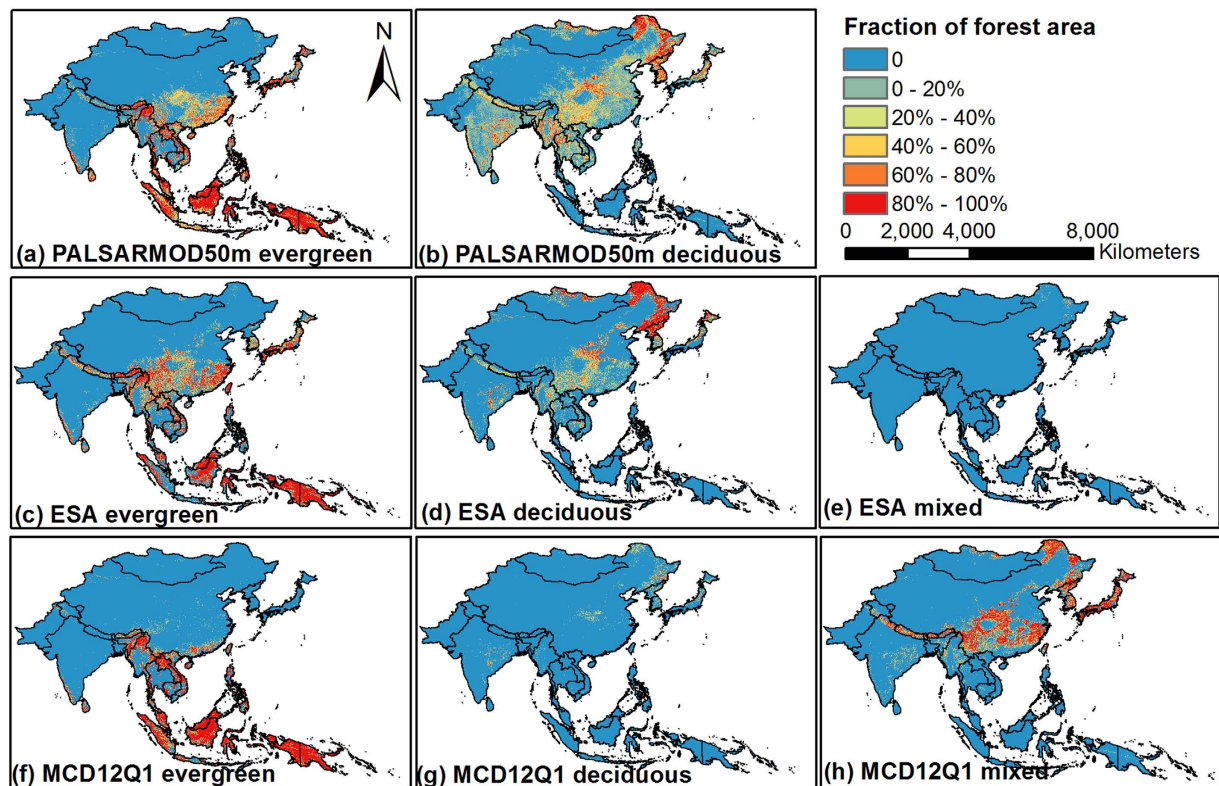 N
(a) PALSARMOD50m evergreen
(b) PALSARMOD50m deciduous
Fraction of forest area
0
0 - 20%
20% - 40%
40% - 60%
60% - 80%
80% - 100%
0 2,000 4,000 8,000
Kilometers
(c) ESA evergreen
(d) ESA deciduous
(e) ESA mixed
(f) MCD12Q1 evergreen
(g) MCD12Q1 deciduous
(h) MCD12Q1 mixed